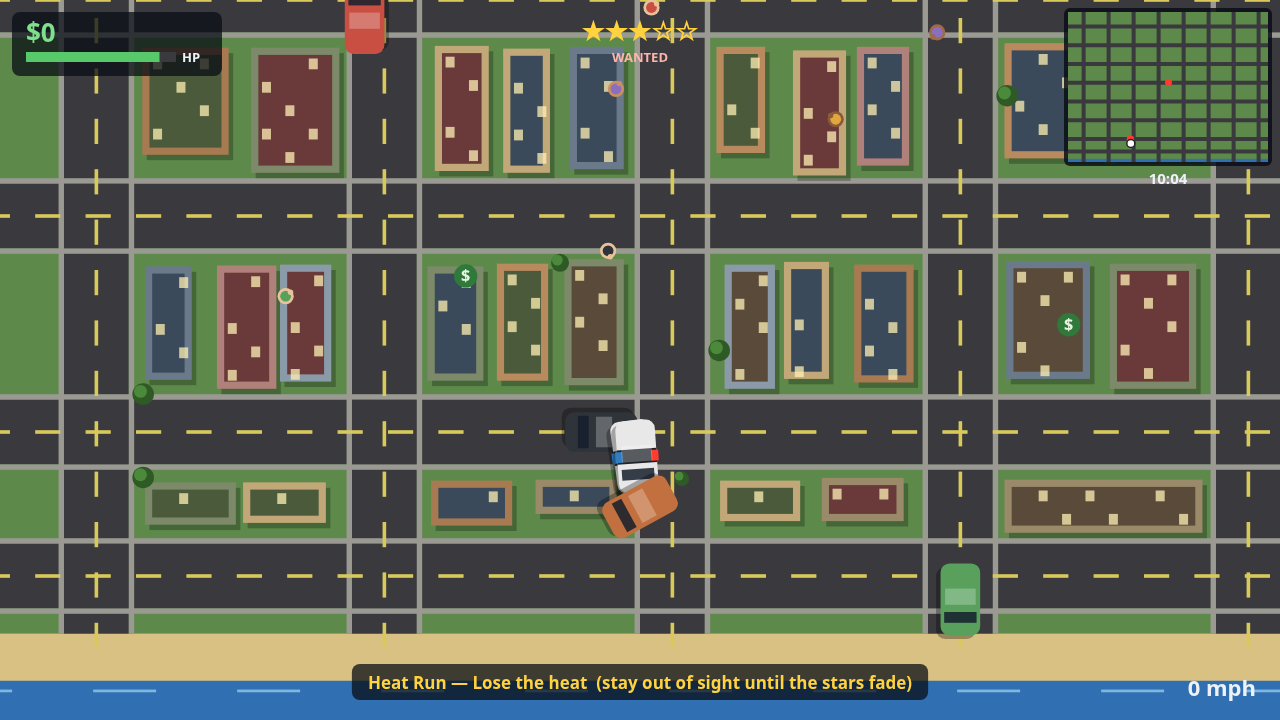 $0
HP
WANTED
10:04
$
$
Heat Run — Lose the heat (stay out of sight until the stars fade)
0 mph